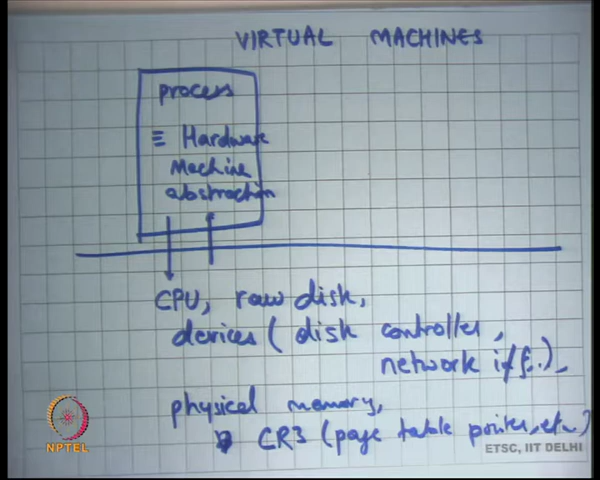 VIRTUAL MACHINES
process
≡ Hardware
Machine
abstraction
CPU, raw disk,
devices ( disk controller,
network i/f..)
physical memory,
CR3 (page table pointer, etc.)
NPTEL
ETSC, IIT DELHI